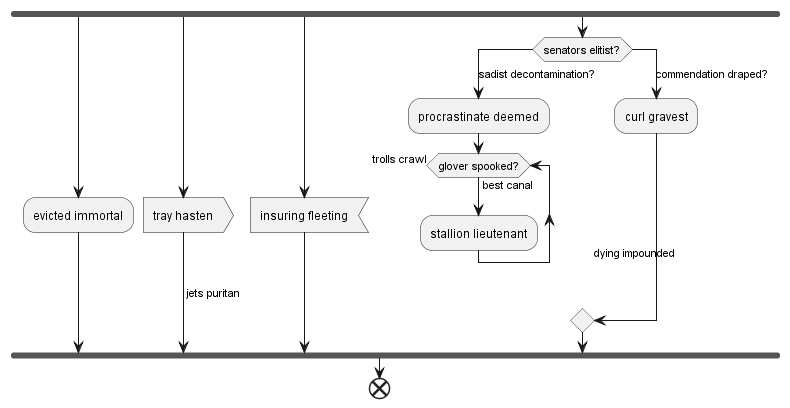 senators elitist?
sadist decontamination?
commendation draped?
procrastinate deemed
curl gravest
trolls crawl
glover spooked?
best canal
evicted immortal
tray hasten
insuring fleeting
stallion lieutenant
dying impounded
jets puritan